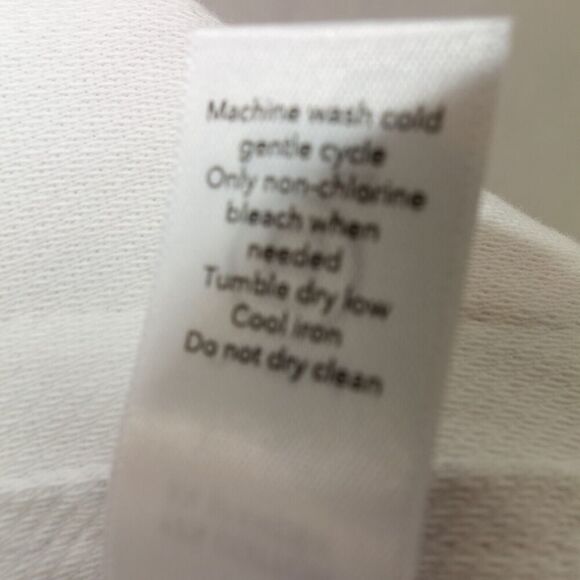 Machine wash cold
gentle cycle
Only non-chlorine
bleach when
needed
Tumble dry low
Cool iron
Do not dry clean